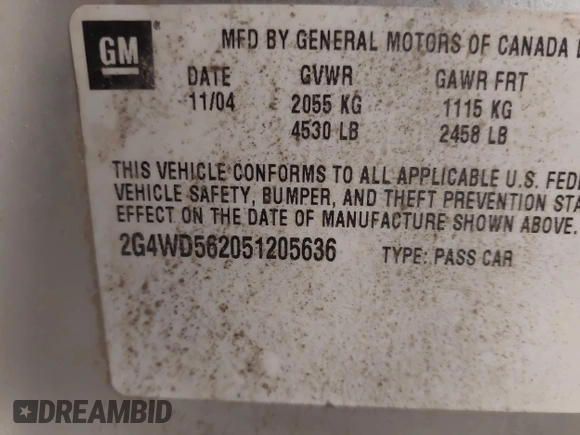 GM
MFD BY GENERAL MOTORS OF CANADA
DATE GVWR GAWR FRT
11/04 2055 KG 1115 KG
4530 LB 2458 LB
THIS VEHICLE CONFORMS TO ALL APPLICABLE U.S. FEDE
VEHICLE SAFETY, BUMPER, AND THEFT PREVENTION STA
EFFECT ON THE DATE OF MANUFACTURE SHOWN ABOVE.
2G4WD562051205636 TYPE: PASS CAR
DREAMBID